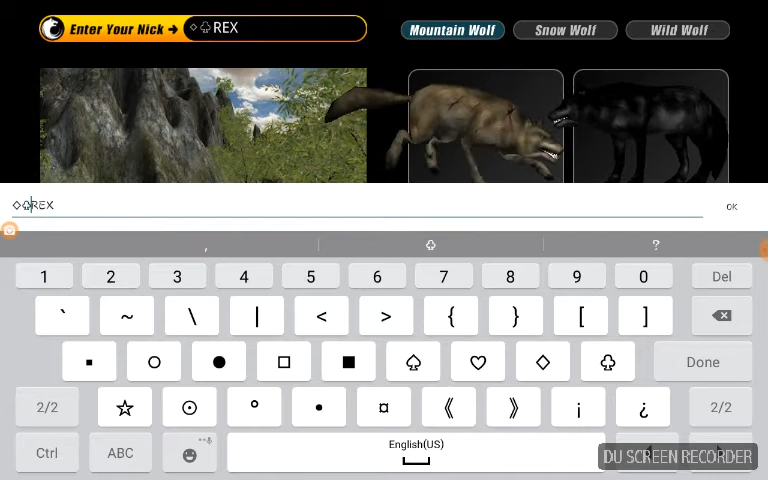 Enter Your Nick → ◇♧REX
Mountain Wolf Snow Wolf Wild Wolf
◇♧REX OK
, ♧ ?
1 2 3 4 5 6 7 8 9 0 Del
` ~ \ | < > { } [ ]
▪ ○ ● □ ■ ♤ ♡ ◇ ♧ Done
2/2 ☆ ⊙ ° • ¤ 《 》 ¡ ¿ 2/2
Ctrl ABC English(US)
DU SCREEN RECORDER